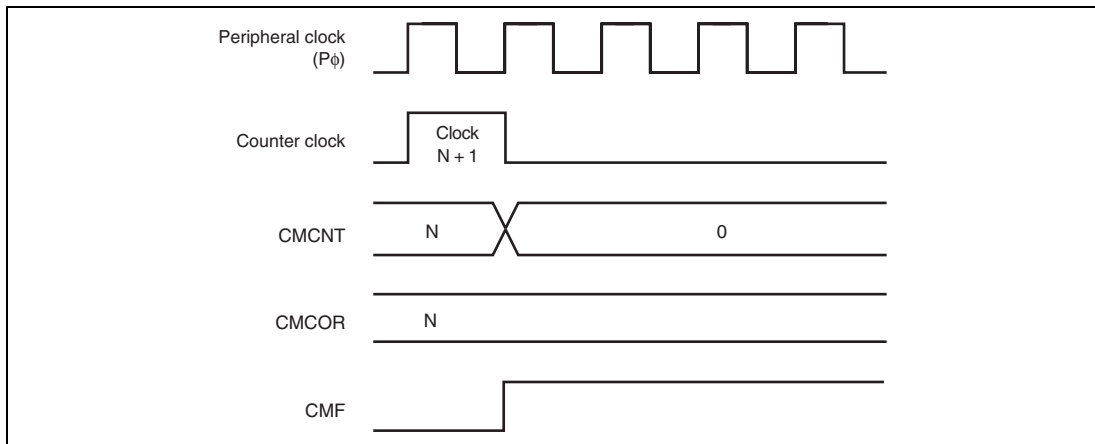 Peripheral clock
(Pϕ)
Counter clock
Clock
N + 1
CMCNT
N
0
CMCOR
N
CMF